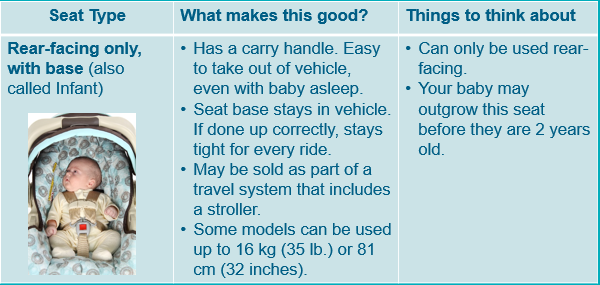 Seat Type
What makes this good?
Things to think about
Rear-facing only,
with base (also
called Infant)
• Has a carry handle. Easy
to take out of vehicle,
even with baby asleep.
• Seat base stays in vehicle.
If done up correctly, stays
tight for every ride.
• May be sold as part of a
travel system that includes
a stroller.
• Some models can be used
up to 16 kg (35 lb.) or 81
cm (32 inches).
• Can only be used rear-
facing.
• Your baby may
outgrow this seat
before they are 2 years
old.